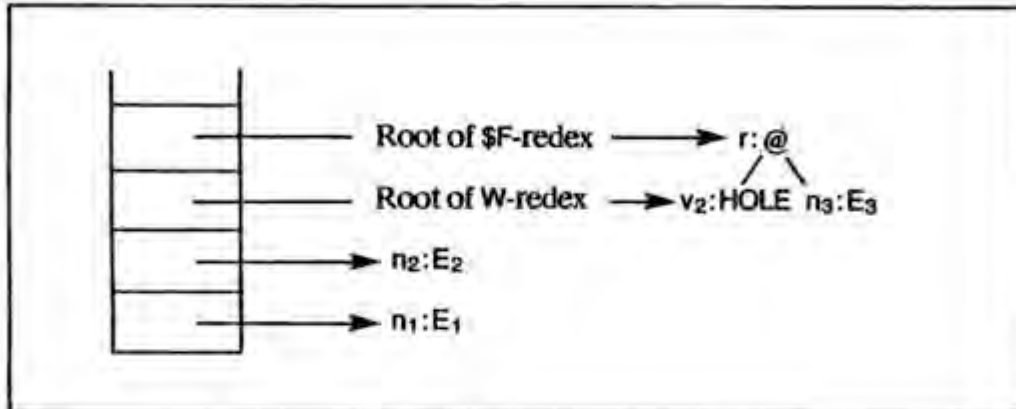 Root of $F-redex r:@
Root of W-redex v₂:HOLE n₃:E₃
n₂:E₂
n₁:E₁